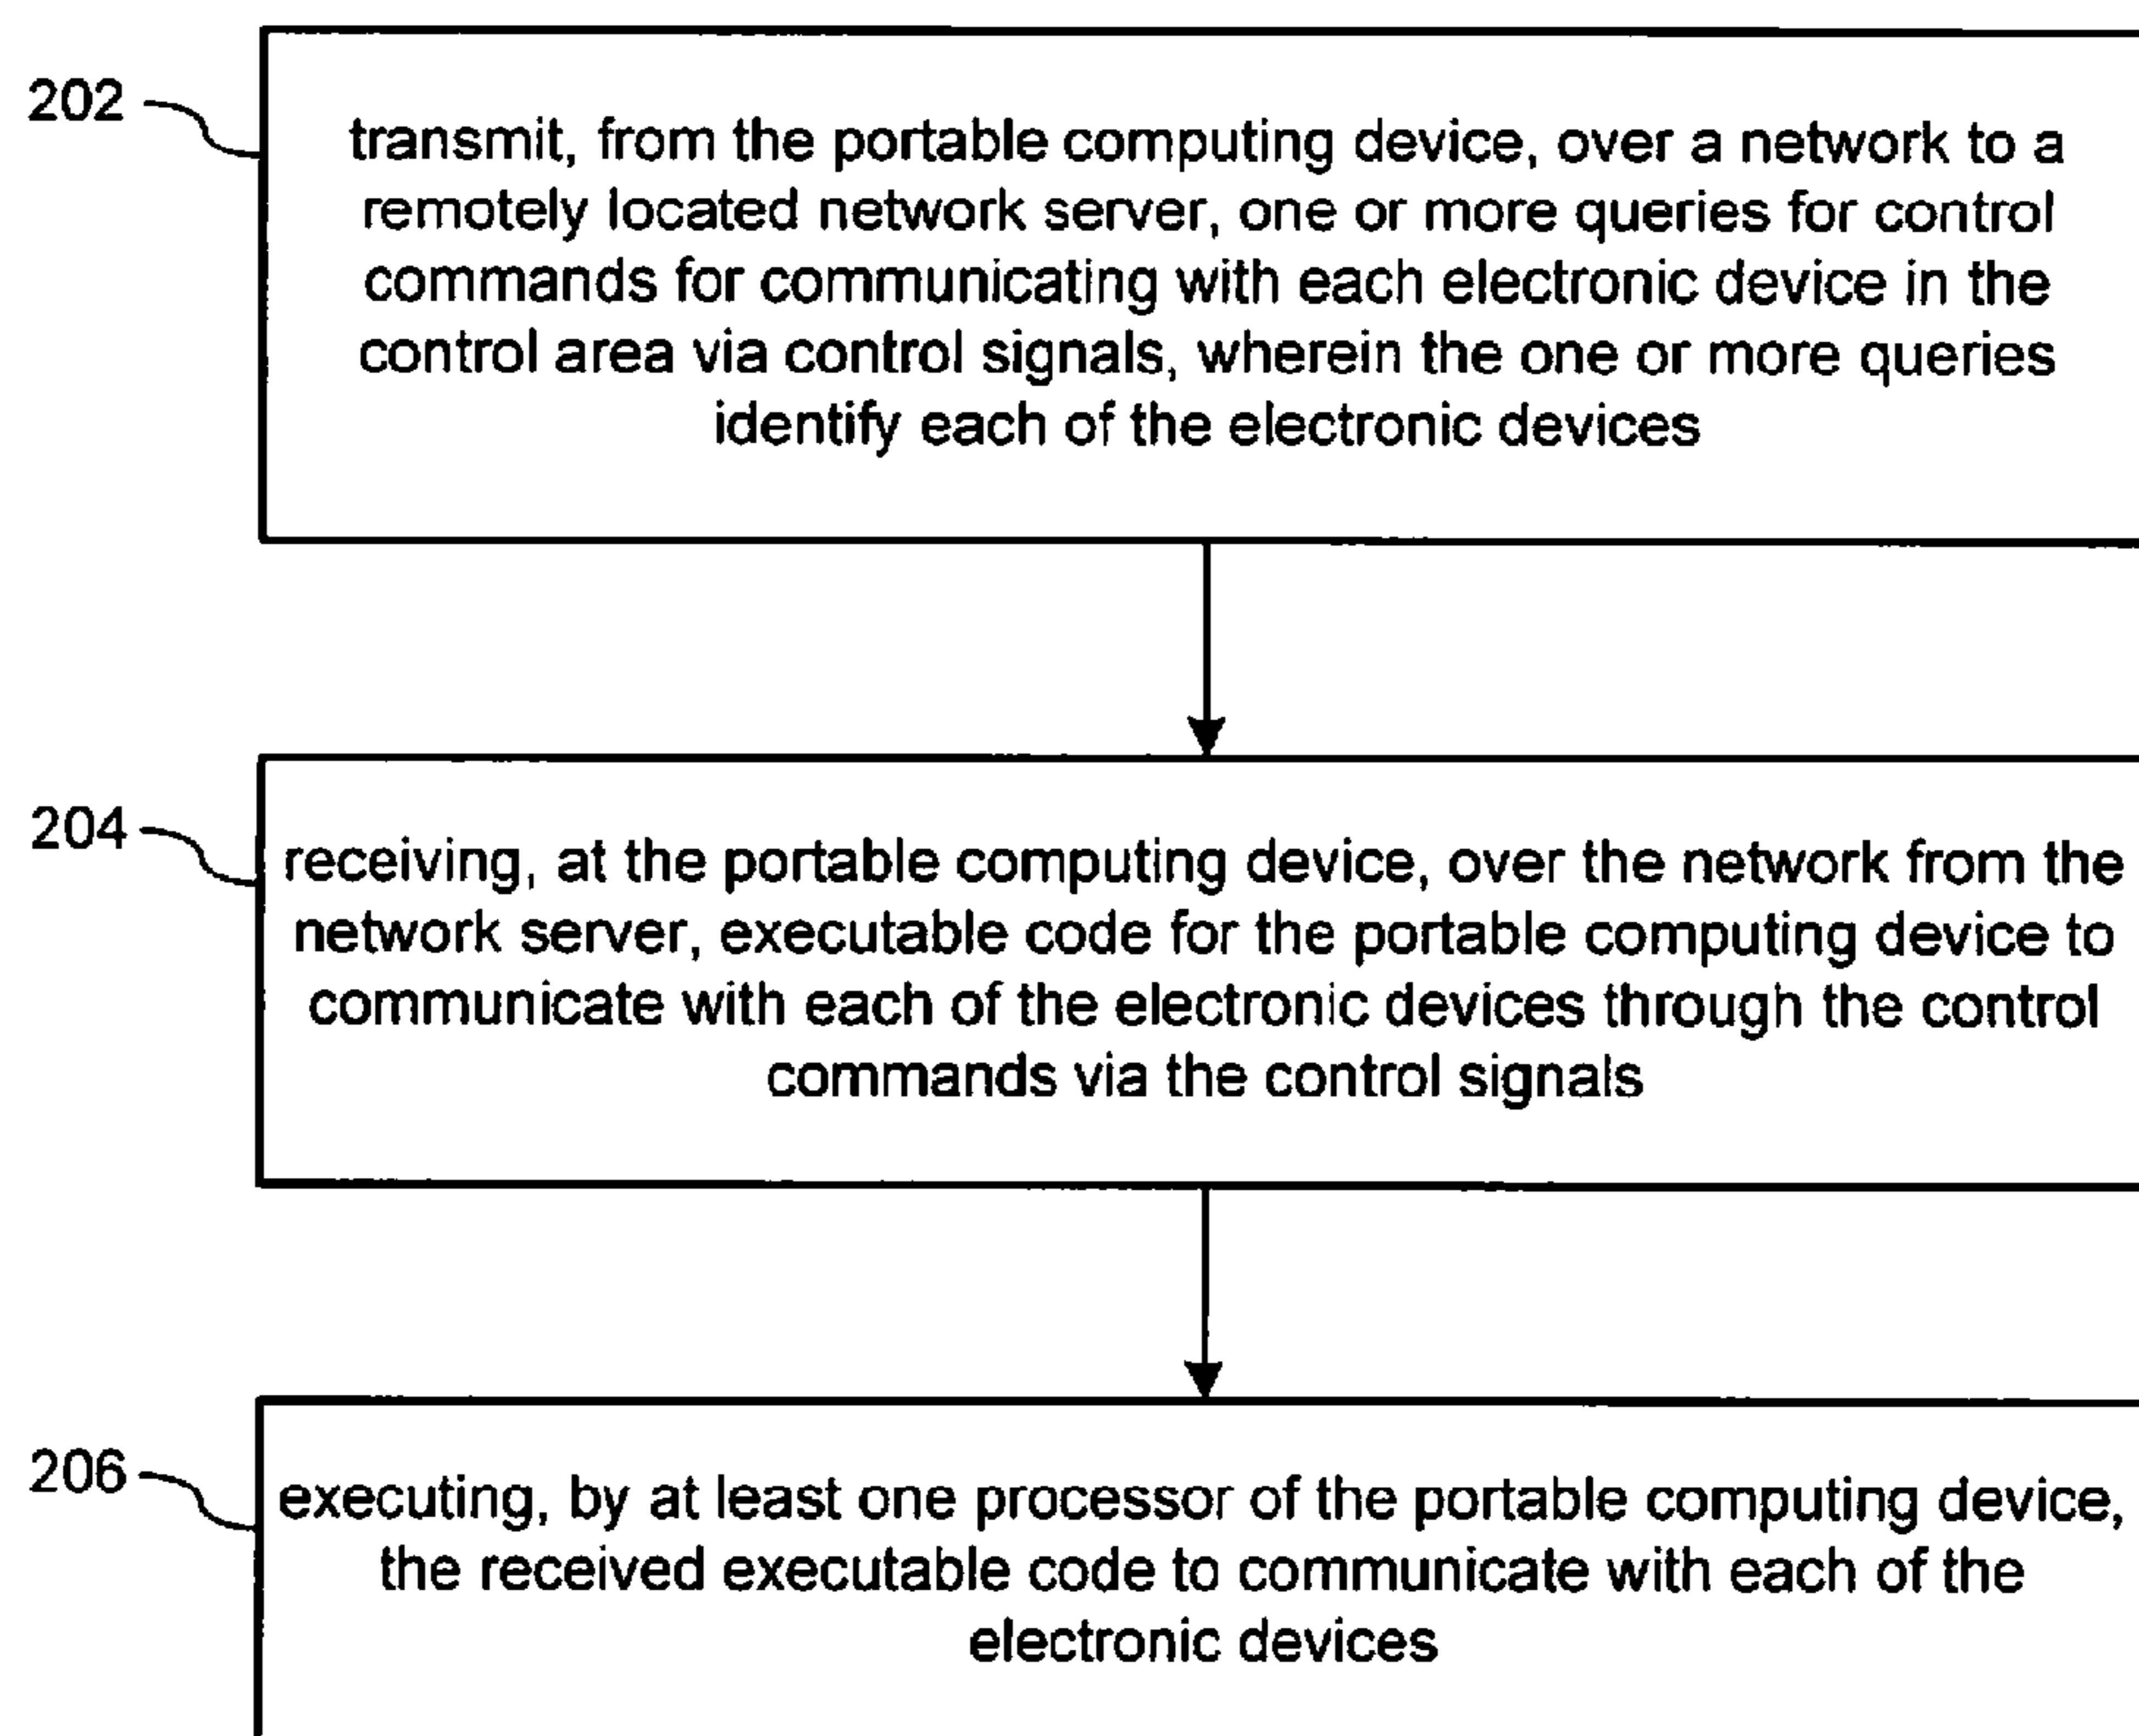 202
transmit, from the portable computing device, over a network to a
remotely located network server, one or more queries for control
commands for communicating with each electronic device in the
control area via control signals, wherein the one or more queries
identify each of the electronic devices
204
receiving, at the portable computing device, over the network from the
network server, executable code for the portable computing device to
communicate with each of the electronic devices through the control
commands via the control signals
206
executing, by at least one processor of the portable computing device,
the received executable code to communicate with each of the
electronic devices